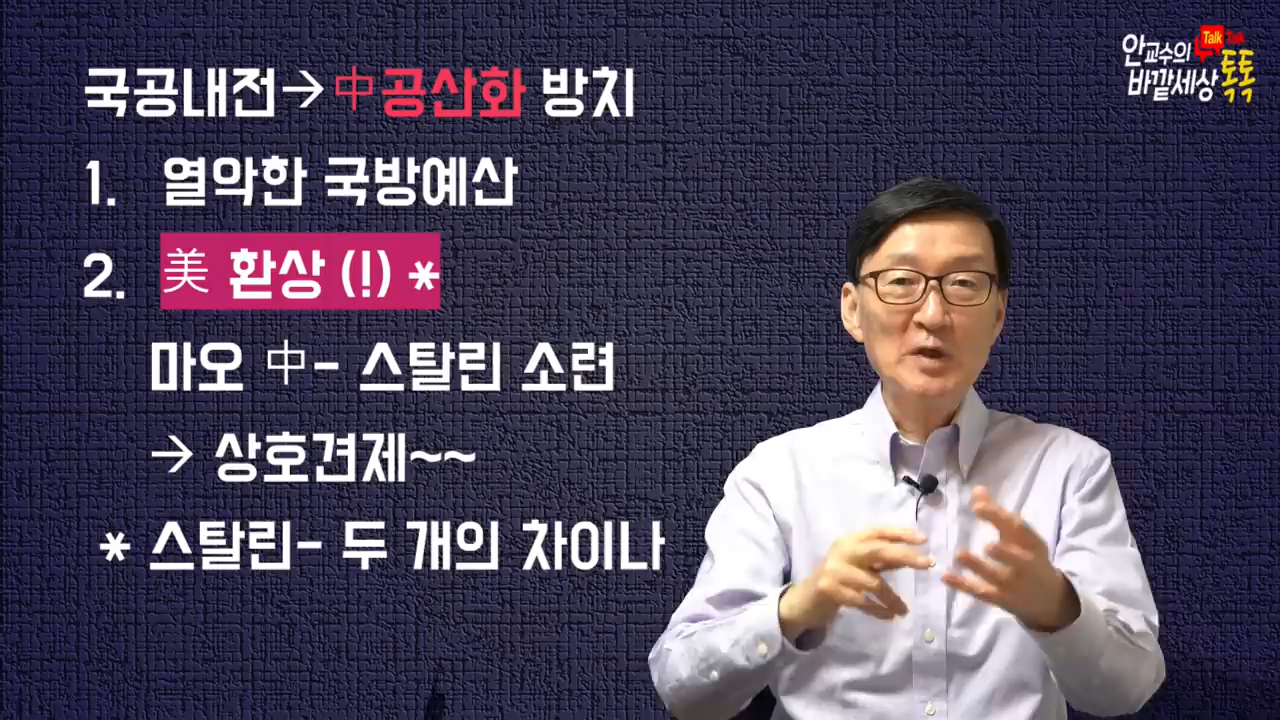 국공내전→中공산화 방치
1. 열악한 국방예산
2. 美 환상 (!) *
마오 中- 스탈린 소련
→ 상호견제~~
* 스탈린- 두 개의 차이나
안교수의
바깥세상
톡톡
Talk Talk